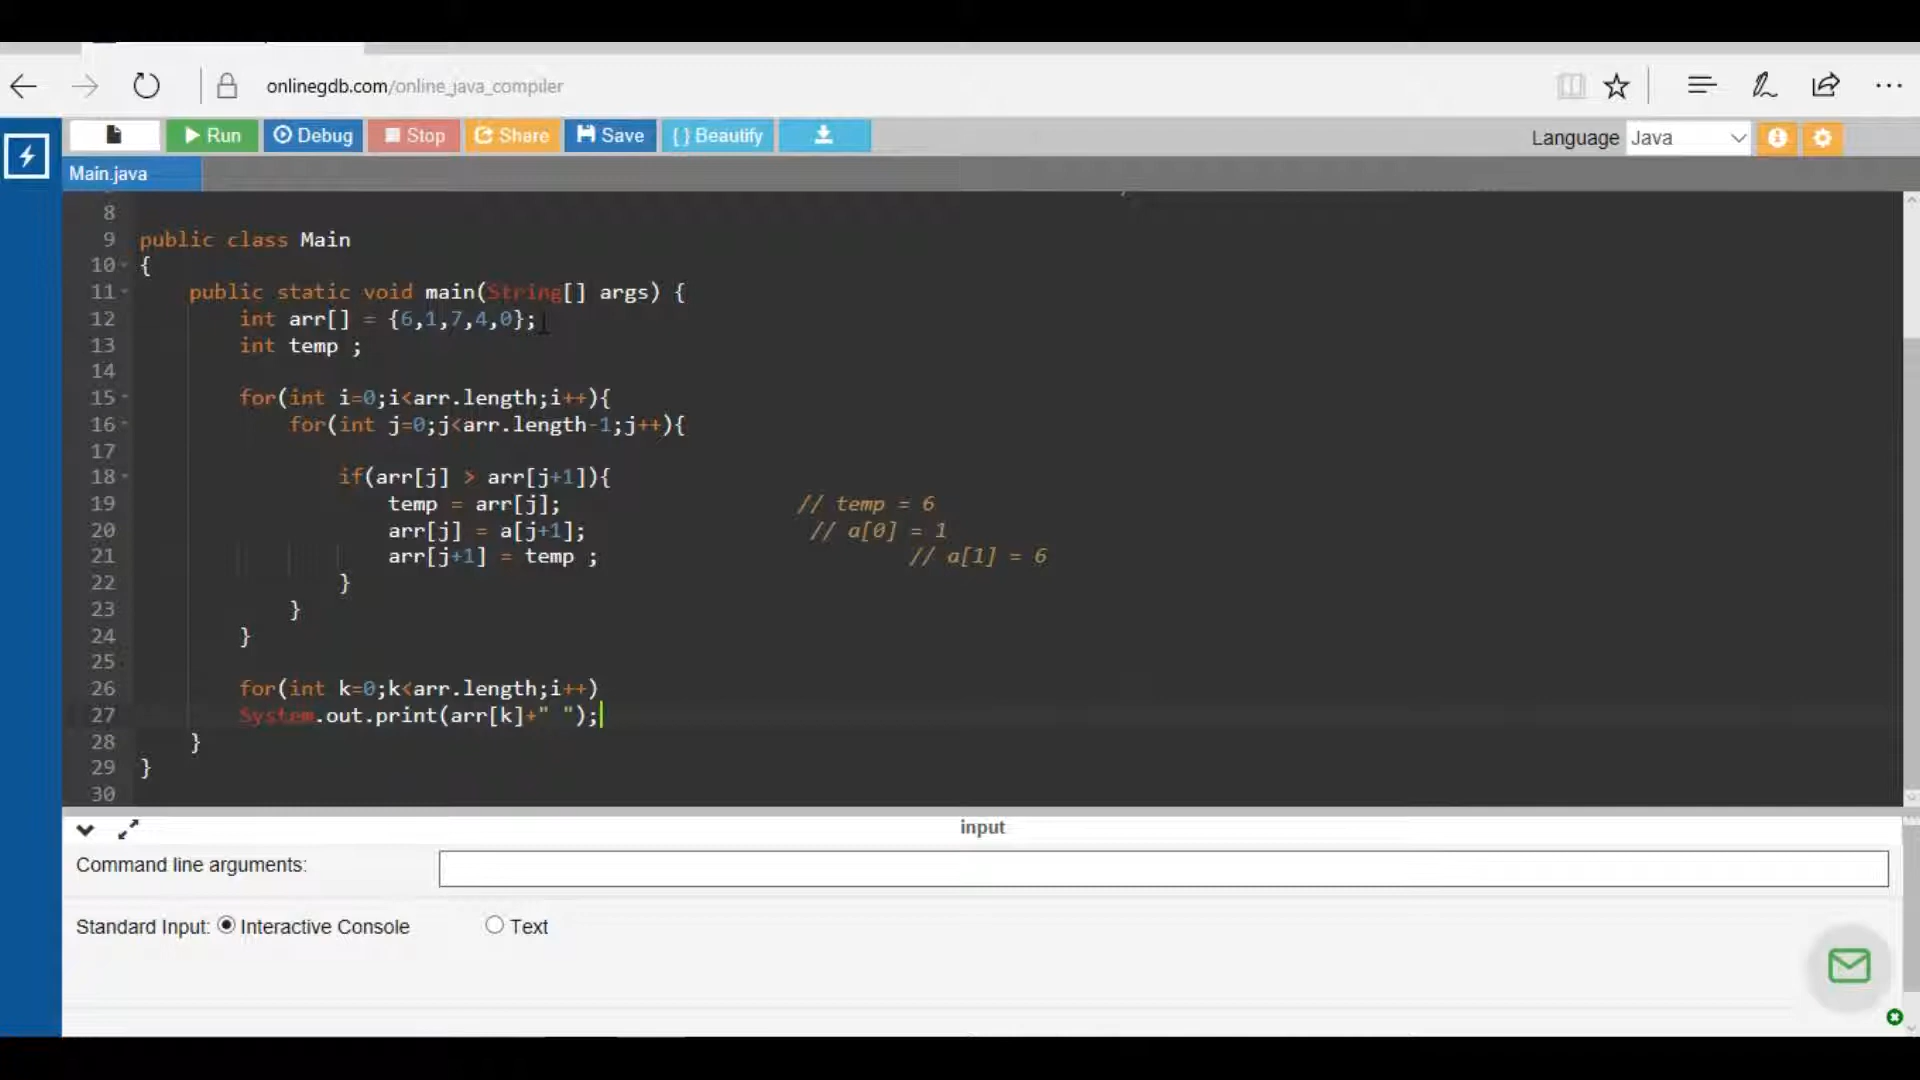 onlinegdb.com/online_java_compiler
Run Debug Stop Share Save { } Beautify Language Java
Main.java
8
9 public class Main
10 {
11 public static void main(String[] args) {
12 int arr[] = {6,1,7,4,0};
13 int temp ;
14
15 for(int i=0;i<arr.length;i++){
16 for(int j=0;j<arr.length-1;j++){
17
18 if(arr[j] > arr[j+1]){
19 temp = arr[j]; // temp = 6
20 arr[j] = a[j+1]; // a[0] = 1
21 arr[j+1] = temp ; // a[1] = 6
22 }
23 }
24 }
25
26 for(int k=0;k<arr.length;i++)
27 System.out.print(arr[k]+" ");
28 }
29 }
30
input
Command line arguments:
Standard Input: Interactive Console Text